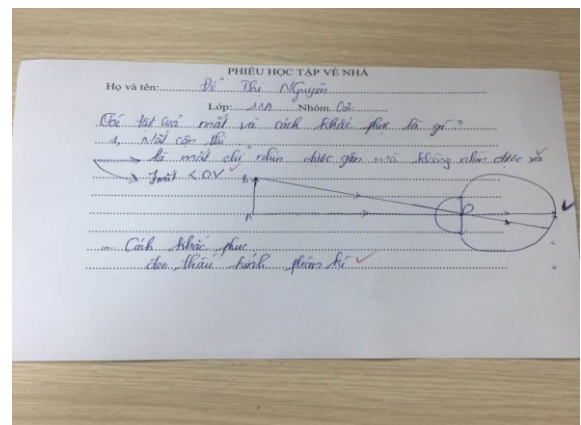 PHIẾU HỌC TẬP VỀ NHÀ
Họ và tên: Đỗ Thị Nguyên
Lớp: 11A Nhóm 02
Các tật của mắt và cách khắc phục là gì?
1, Mắt cận thị
là mắt chỉ nhìn được gần mà không nhìn được xa
fmax < OV
B
A
O
- Cách khắc phục
đeo thấu kính phân kì